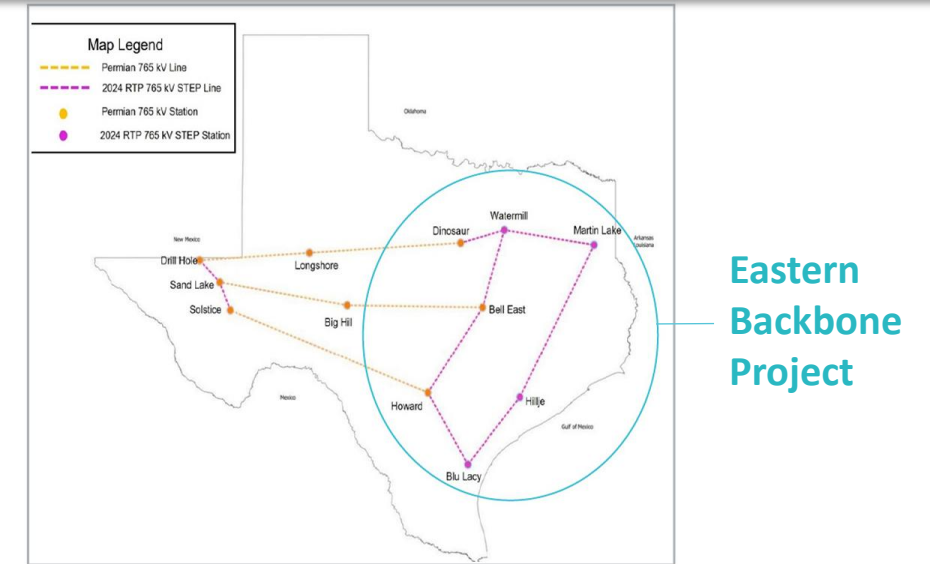 Map Legend
Permian 765 kV Line
2024 RTP 765 kV STEP Line
Permian 765 kV Station
2024 RTP 765 kV STEP Station
Oklahoma
Watermill
Dinosaur
Martin Lake
New Mexico
Arkansas
Louisiana
Drill Hole
Longshore
Sand Lake
Solstice
Big Hill
Bell East
Eastern
Backbone
Project
Mexico
Howard
Hillje
Gulf of Mexico
Blu Lacy